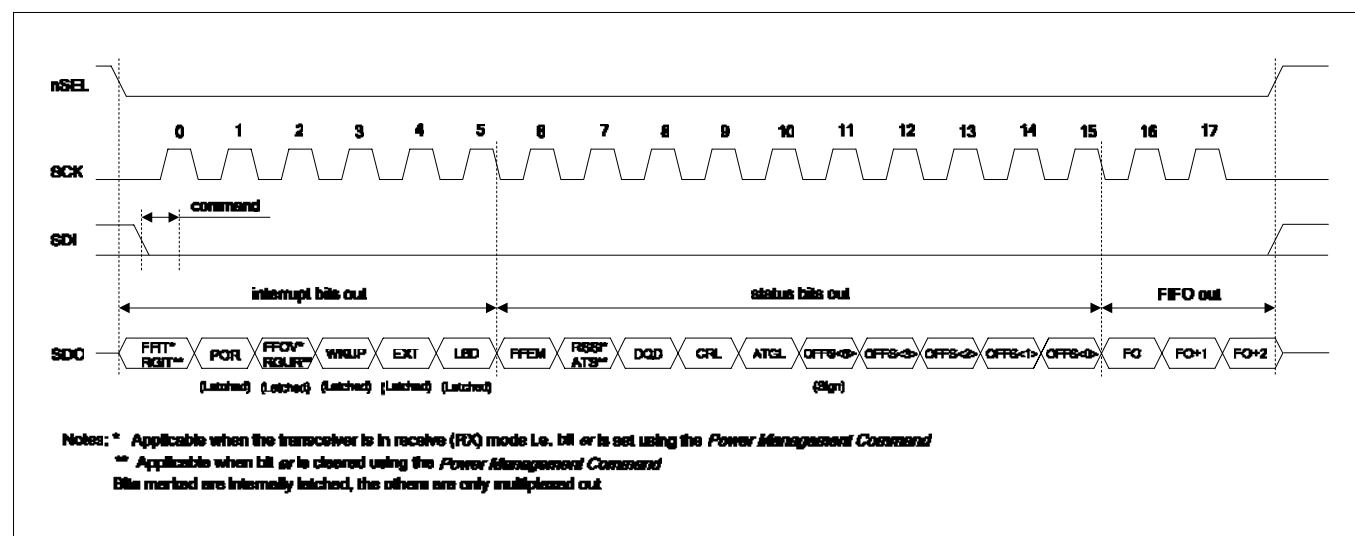 nSEL
0 1 2 3 4 5 6 7 8 9 10 11 12 13 14 15 16 17
SCK
command
SDI
interrupt bits out
status bits out
FIFO out
SDO
FFIT* RGIT**
POR
FFOV* RGUR**
WKUP
EXT
LBD
FFEM
RSSI* ATS**
DQD
CRL
ATGL
OFFS<6>
OFFS<3>
OFFS<2>
OFFS<1>
OFFS<0>
FO
FO+1
FO+2
(Latched) (Latched) (Latched) (Latched) (Latched)
(Sign)
Notes: * Applicable when the transceiver is in receive (RX) mode i.e. bit er is set using the Power Management Command
** Applicable when bit er is cleared using the Power Management Command
Bits marked are internally latched, the others are only multiplexed out